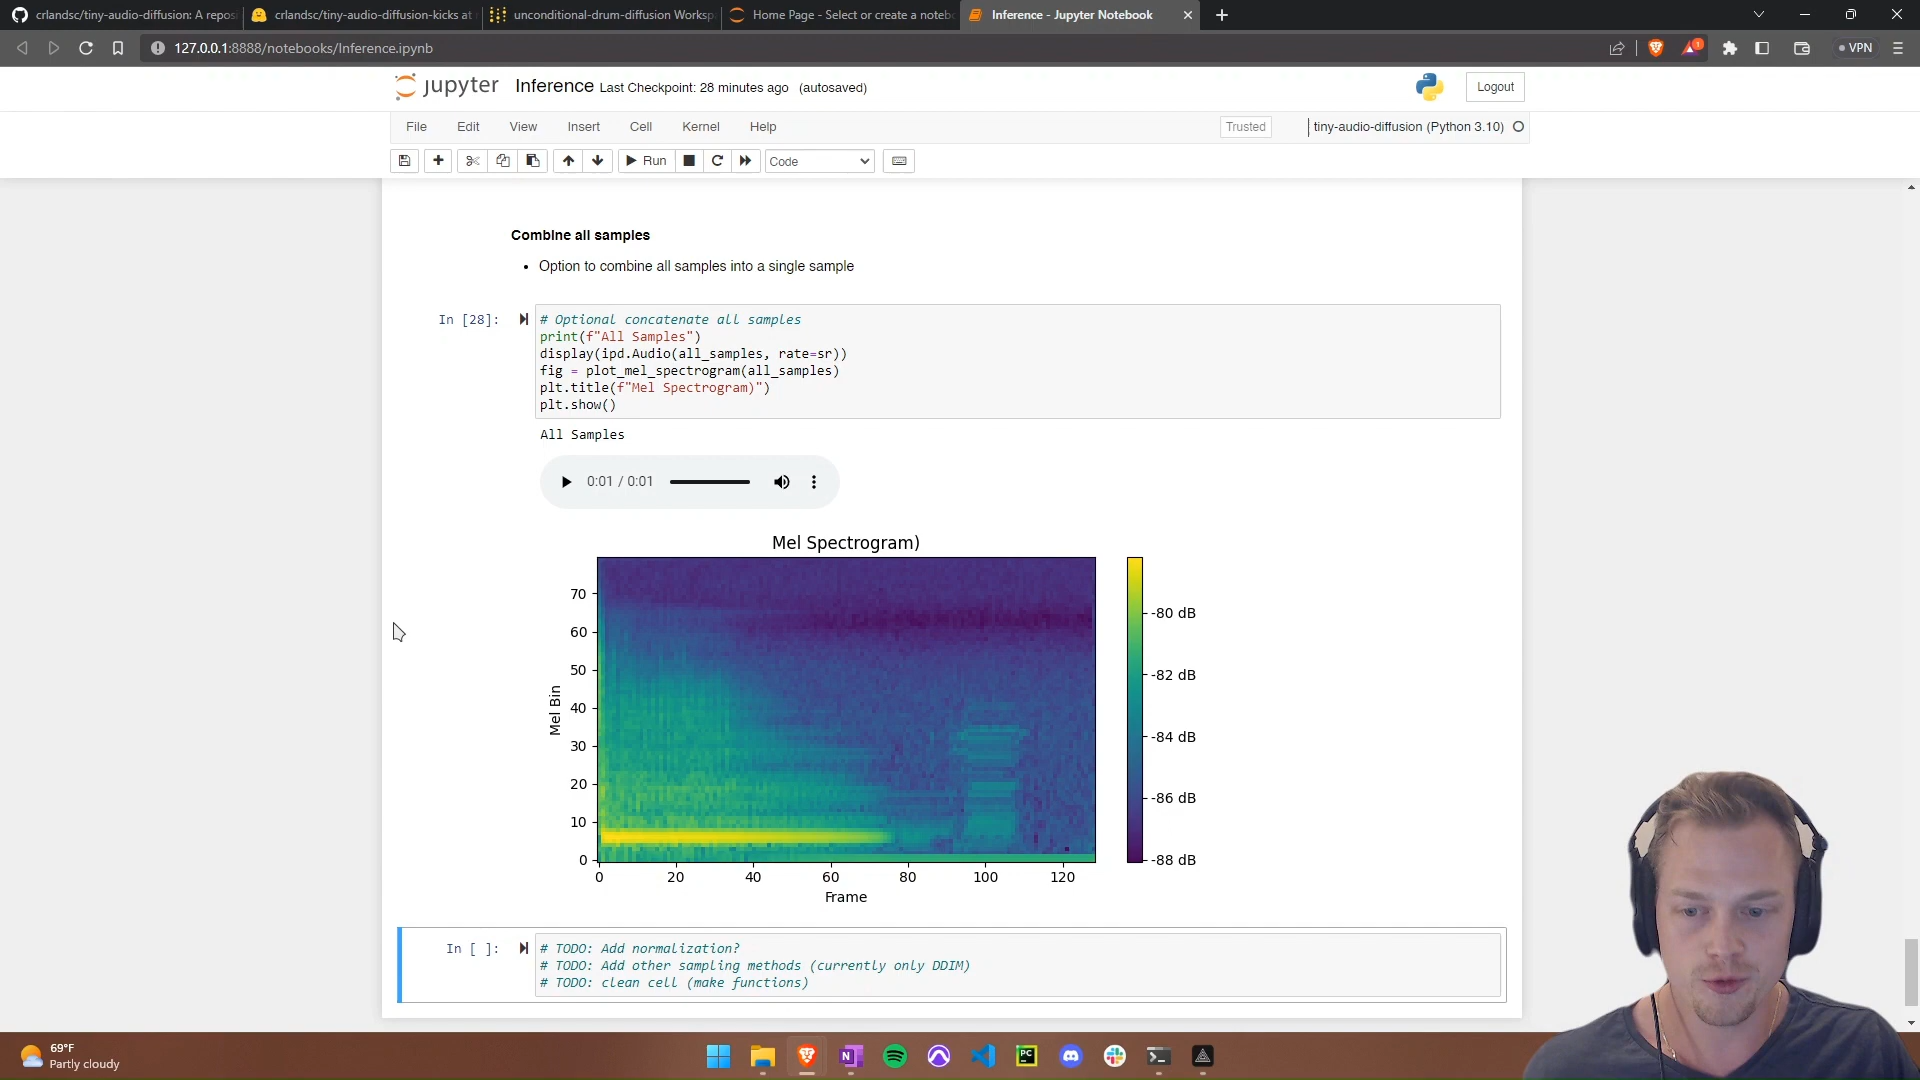 crlandsc/tiny-audio-diffusion: A repos
crlandsc/tiny-audio-diffusion-kicks at
unconditional-drum-diffusion Worksp
Home Page - Select or create a noteb
Inference - Jupyter Notebook
127.0.0.1:8888/notebooks/Inference.ipynb
1
VPN
jupyter
Inference Last Checkpoint: 28 minutes ago (autosaved)
Logout
File Edit View Insert Cell Kernel Help
Trusted
tiny-audio-diffusion (Python 3.10)
Run
Code
Combine all samples
Option to combine all samples into a single sample
In [28]:
# Optional concatenate all samples
print(f"All Samples")
display(ipd.Audio(all_samples, rate=sr))
fig = plot_mel_spectrogram(all_samples)
plt.title(f"Mel Spectrogram)")
plt.show()
All Samples
0:01 / 0:01
Mel Spectrogram)
70
60
50
40
30
20
10
0
Mel Bin
0 20 40 60 80 100 120
Frame
-80 dB
-82 dB
-84 dB
-86 dB
-88 dB
In [ ]:
# TODO: Add normalization?
# TODO: Add other sampling methods (currently only DDIM)
# TODO: clean cell (make functions)
69°F
Partly cloudy
N
PC